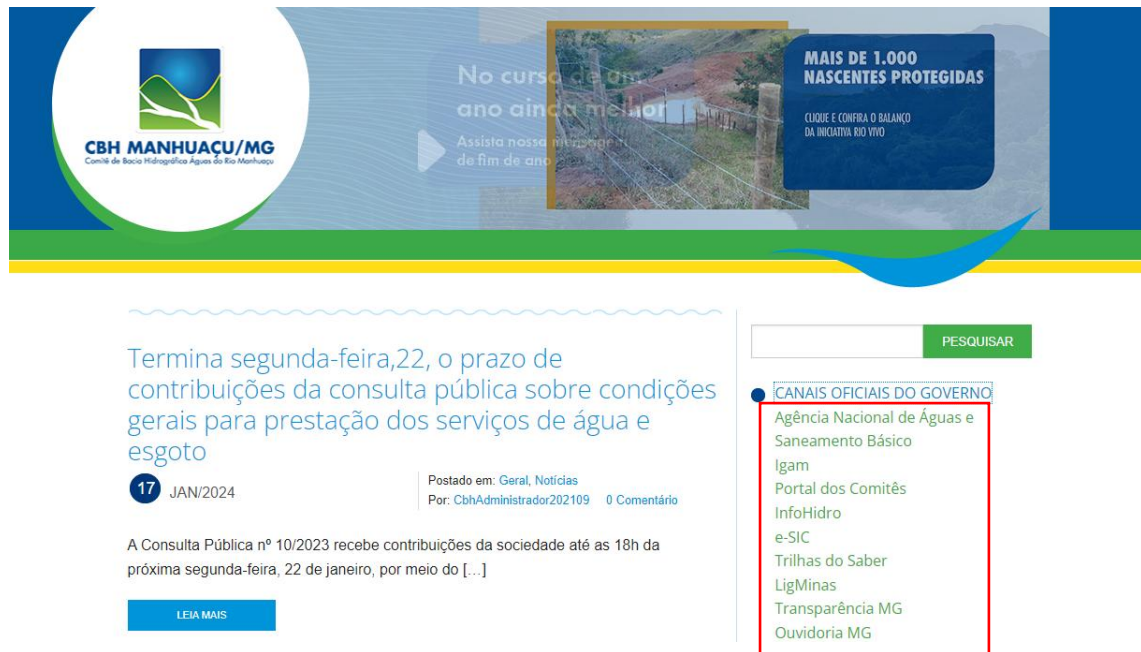 No curso de um
ano ainda melhor
Assista nossa mensagem
de fim de ano
MAIS DE 1.000
NASCENTES PROTEGIDAS
CLIQUE E CONFIRA O BALANÇO
DA INICIATIVA RIO VIVO
CBH MANHUAÇU/MG
Comitê de Bacia Hidrográfica Águas do Rio Manhuaçu
Termina segunda-feira,22, o prazo de
contribuições da consulta pública sobre condições
gerais para prestação dos serviços de água e
esgoto
17 JAN/2024
Postado em: Geral, Notícias
Por: CbhAdministrador202109 0 Comentário
A Consulta Pública nº 10/2023 recebe contribuições da sociedade até as 18h da
próxima segunda-feira, 22 de janeiro, por meio do […]
LEIA MAIS
PESQUISAR
CANAIS OFICIAIS DO GOVERNO
Agência Nacional de Águas e
Saneamento Básico
Igam
Portal dos Comitês
InfoHidro
e-SIC
Trilhas do Saber
LigMinas
Transparência MG
Ouvidoria MG